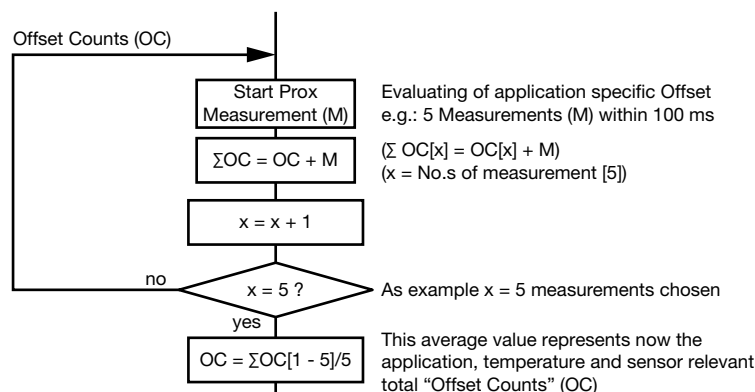 Offset Counts (OC)
Start Prox
Measurement (M)
Evaluating of application specific Offset
e.g.: 5 Measurements (M) within 100 ms
∑OC = OC + M
(∑ OC[x] = OC[x] + M)
(x = No.s of measurement [5])
x = x + 1
no
x = 5 ?
As example x = 5 measurements chosen
yes
OC = ∑OC[1 - 5]/5
This average value represents now the
application, temperature and sensor relevant
total “Offset Counts” (OC)